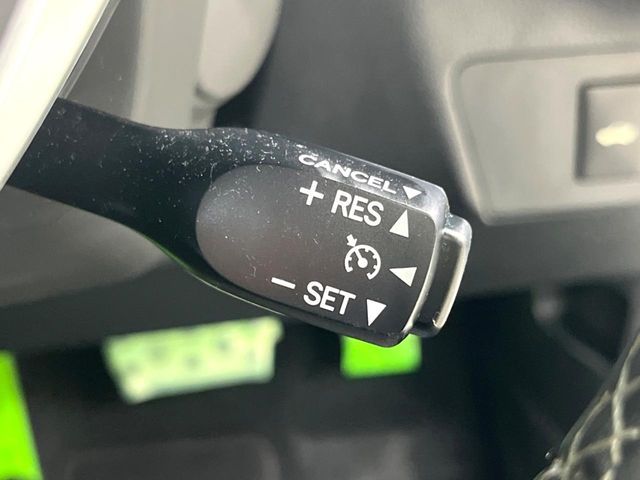 CANCEL ▼
+ RES ▲
◀
− SET ▼